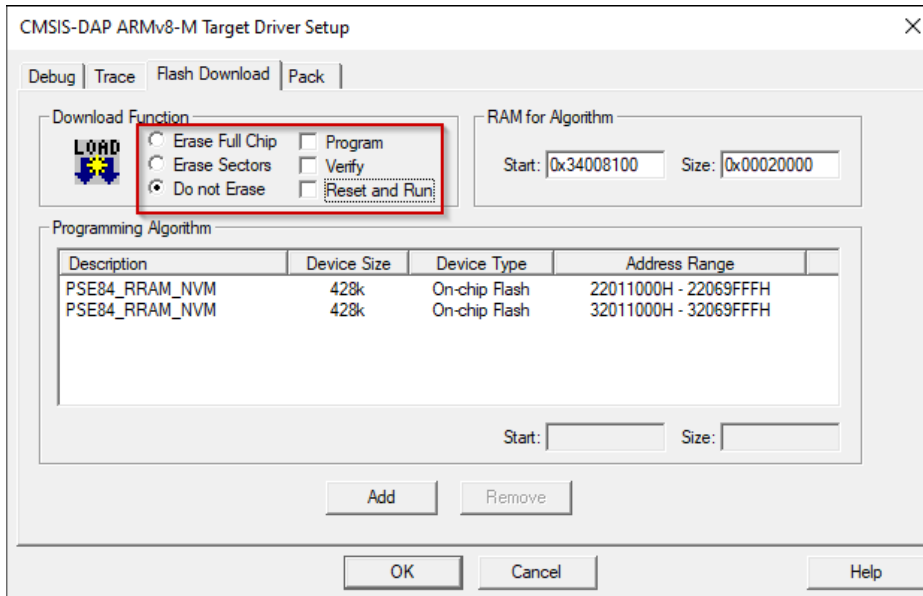 CMSIS-DAP ARMv8-M Target Driver Setup
Debug Trace Flash Download Pack
Download Function
LOAD
Erase Full Chip Program
Erase Sectors Verify
Do not Erase Reset and Run
RAM for Algorithm
Start: 0x34008100 Size: 0x00020000
Programming Algorithm
Description Device Size Device Type Address Range
PSE84_RRAM_NVM 428k On-chip Flash 22011000H - 22069FFFH
PSE84_RRAM_NVM 428k On-chip Flash 32011000H - 32069FFFH
Start: Size:
Add Remove
OK Cancel Help